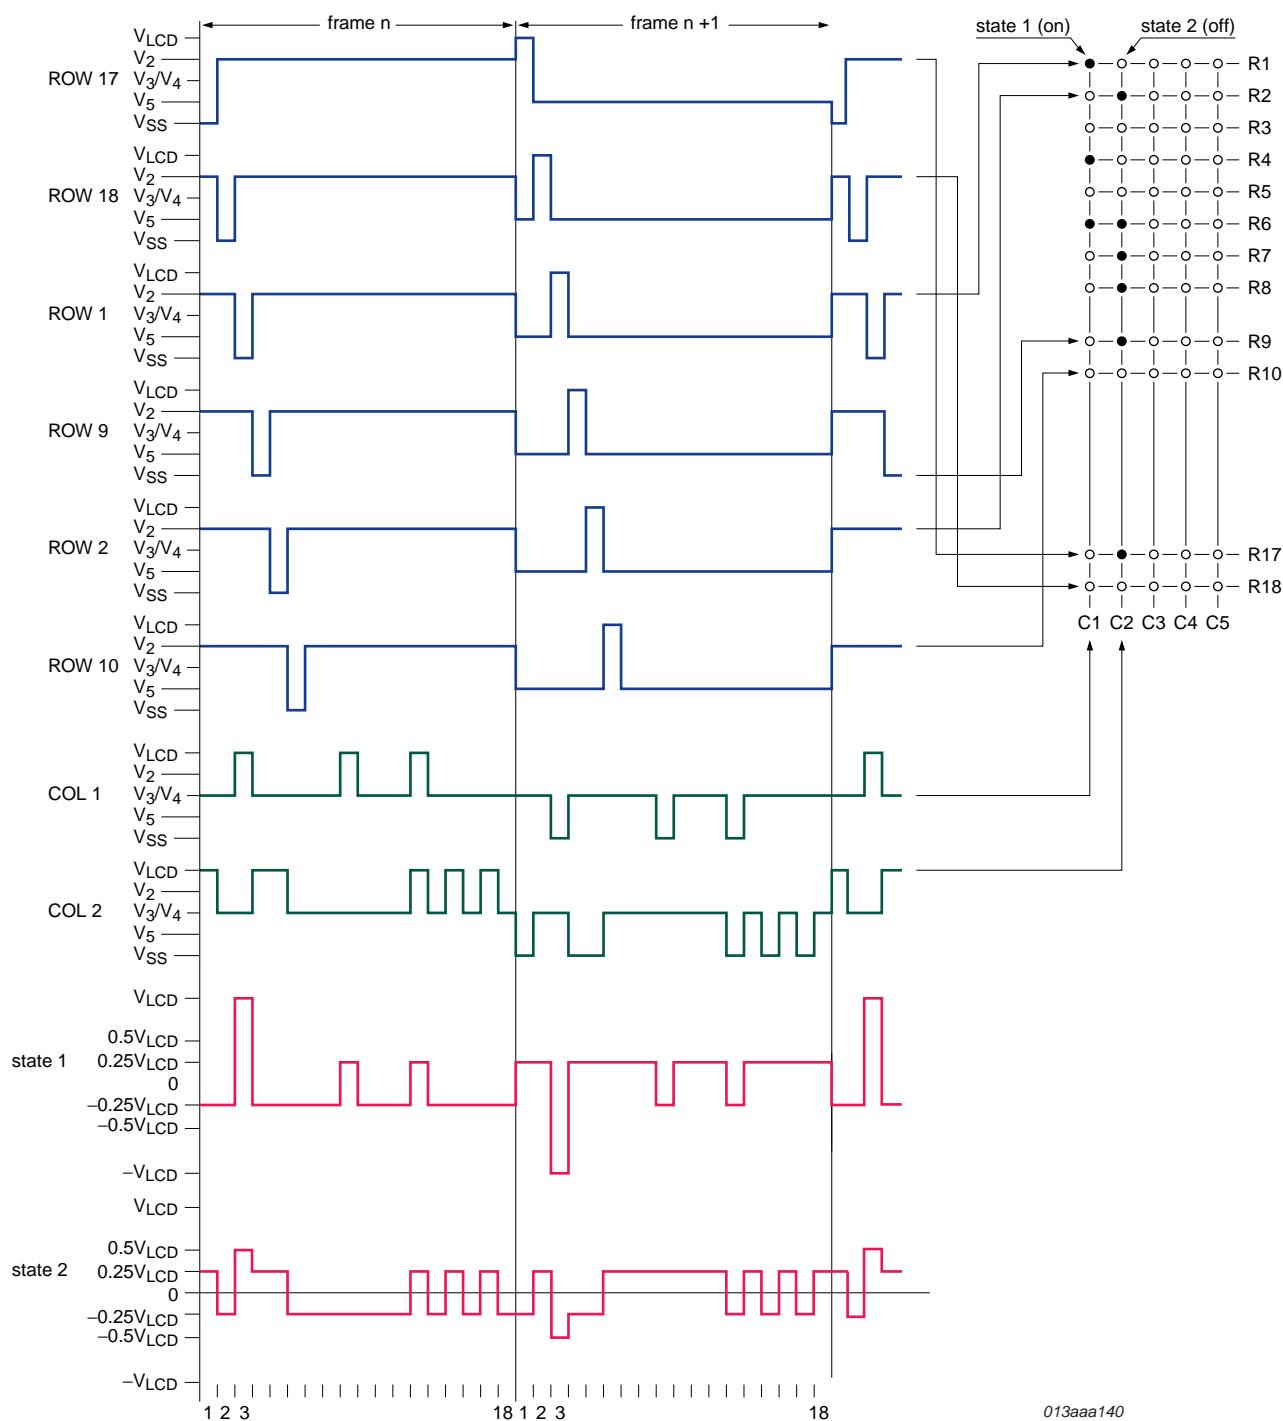 frame n
frame n +1
state 1 (on)
state 2 (off)
ROW 17
VLCD
V2
V3/V4
V5
VSS
ROW 18
VLCD
V2
V3/V4
V5
VSS
ROW 1
VLCD
V2
V3/V4
V5
VSS
ROW 9
VLCD
V2
V3/V4
V5
VSS
ROW 2
VLCD
V2
V3/V4
V5
VSS
ROW 10
VLCD
V2
V3/V4
V5
VSS
COL 1
VLCD
V2
V3/V4
V5
VSS
COL 2
VLCD
V2
V3/V4
V5
VSS
state 1
VLCD
0.5VLCD
0.25VLCD
0
−0.25VLCD
−0.5VLCD
−VLCD
state 2
VLCD
0.5VLCD
0.25VLCD
0
−0.25VLCD
−0.5VLCD
−VLCD
1 2 3 18 1 2 3 18
R1
R2
R3
R4
R5
R6
R7
R8
R9
R10
R17
R18
C1 C2 C3 C4 C5
013aaa140